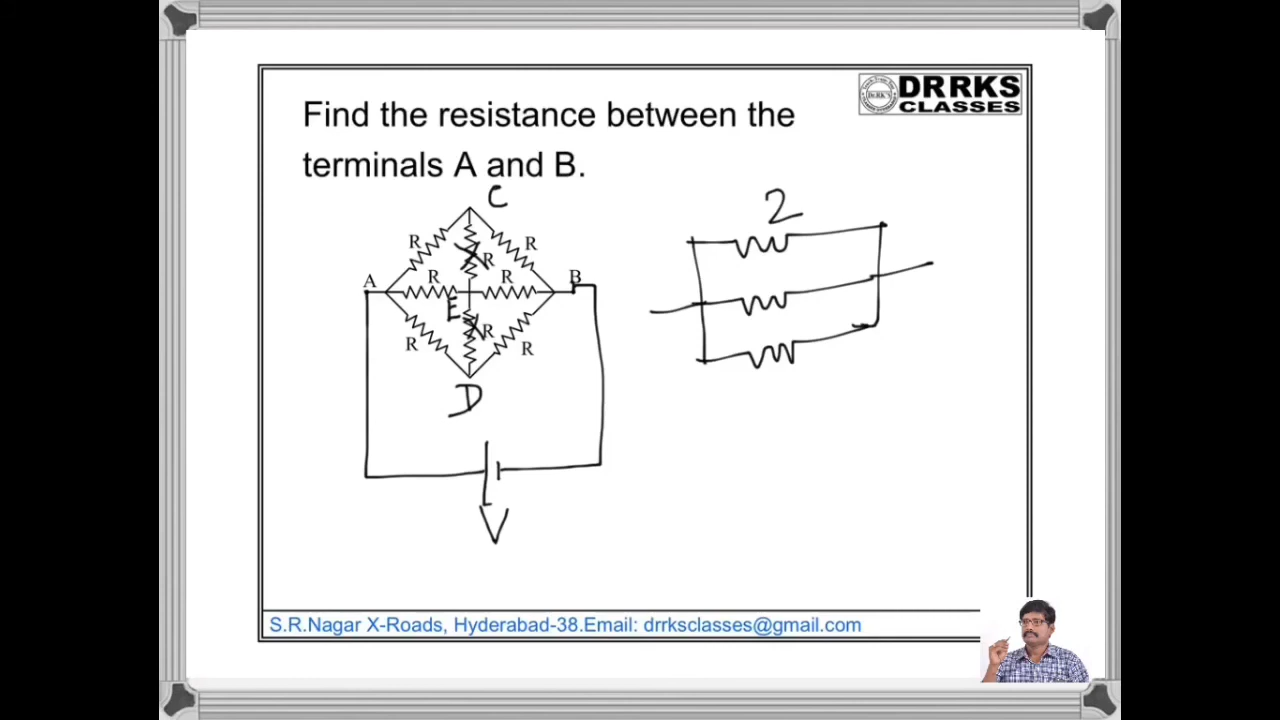 Find the resistance between the
terminals A and B.
DRRKS
CLASSES
C
2
R
R
R
A
R
R
B
E
R
R
R
D
V
S.R.Nagar X-Roads, Hyderabad-38.Email: drrksclasses@gmail.com